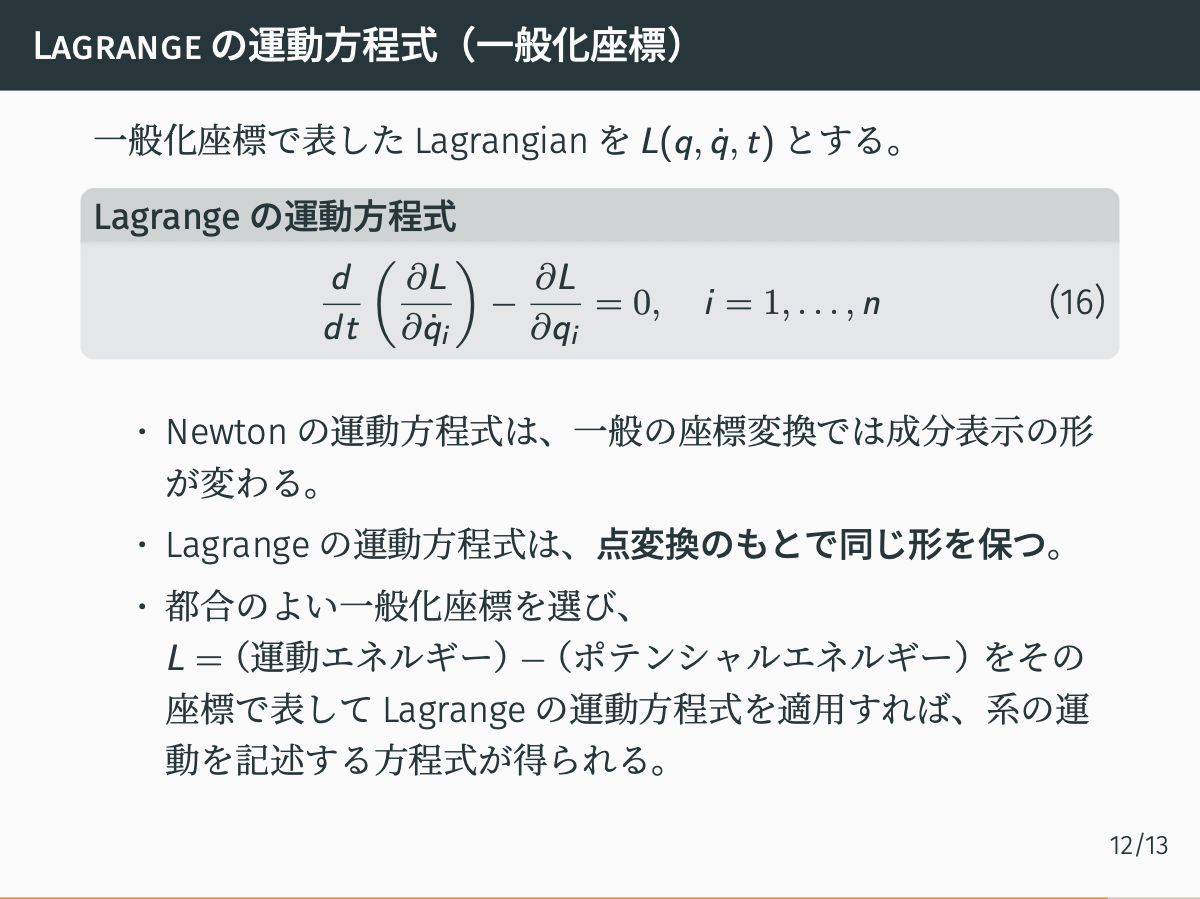 LAGRANGE の運動方程式（一般化座標）
一般化座標で表した Lagrangian を L(q, q̇, t) とする。
Lagrange の運動方程式
d/dt (∂L/∂q̇ᵢ) − ∂L/∂qᵢ = 0, i = 1, . . . , n (16)
・Newton の運動方程式は、一般の座標変換では成分表示の形
が変わる。
・Lagrange の運動方程式は、点変換のもとで同じ形を保つ。
・都合のよい一般化座標を選び、
L = (運動エネルギー) − (ポテンシャルエネルギー) をその
座標で表して Lagrange の運動方程式を適用すれば、系の運
動を記述する方程式が得られる。
12/13